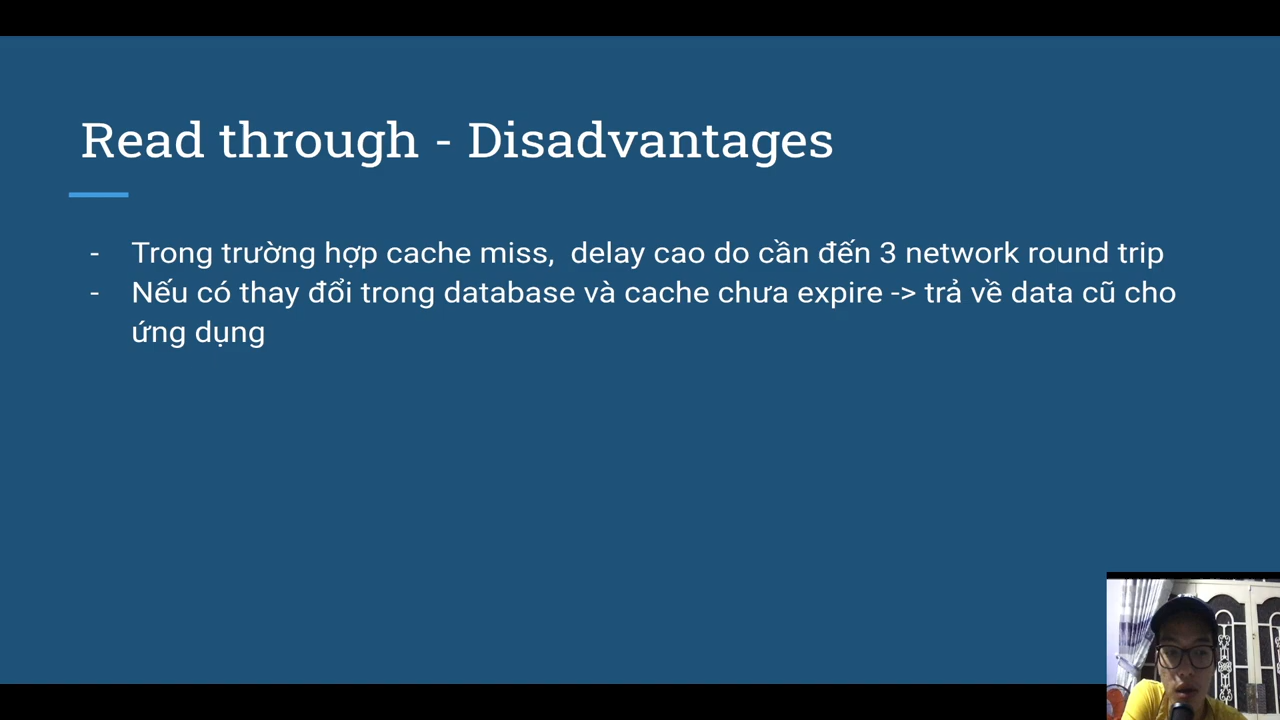 Read through - Disadvantages
- Trong trường hợp cache miss, delay cao do cần đến 3 network round trip
- Nếu có thay đổi trong database và cache chưa expire -> trả về data cũ cho
ứng dụng